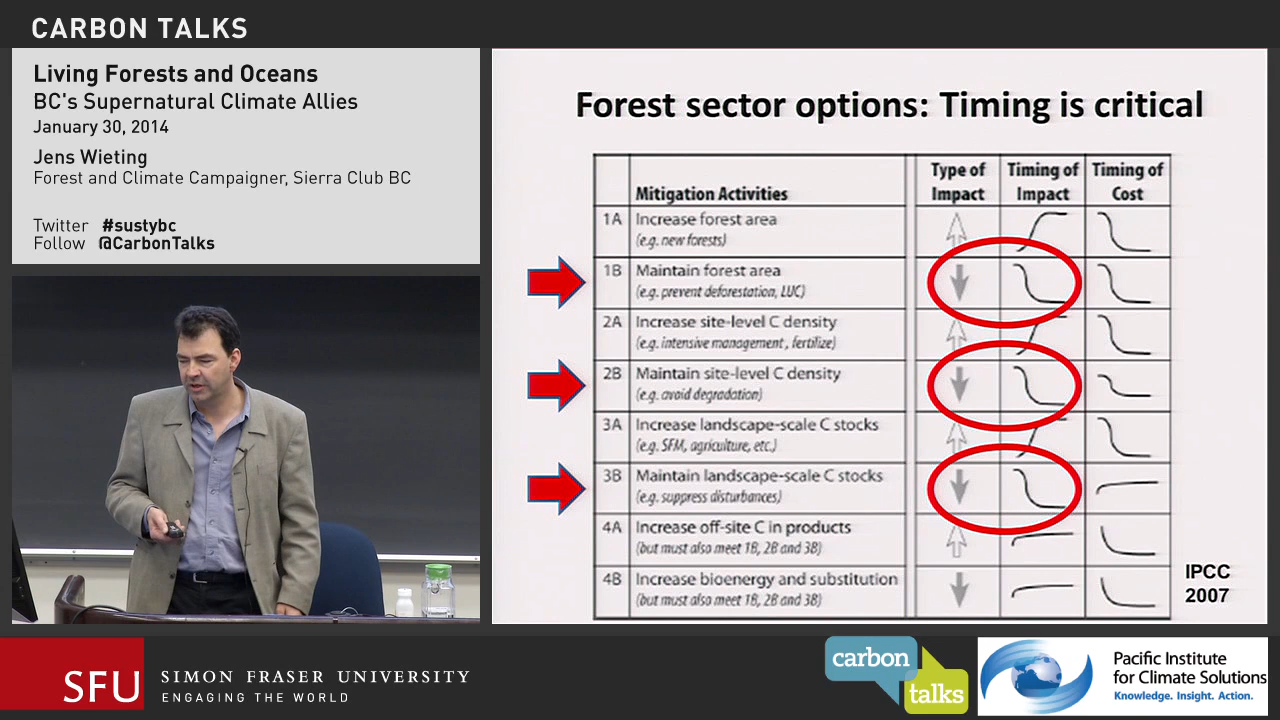 CARBON TALKS
Living Forests and Oceans
BC's Supernatural Climate Allies
January 30, 2014
Jens Wieting
Forest and Climate Campaigner, Sierra Club BC
Twitter #sustybc
Follow @CarbonTalks
Forest sector options: Timing is critical
Mitigation Activities
Type of Impact
Timing of Impact
Timing of Cost
1A Increase forest area
(e.g. new forests)
1B Maintain forest area
(e.g. prevent deforestation, LUC)
2A Increase site-level C density
(e.g. intensive management, fertilize)
2B Maintain site-level C density
(e.g. avoid degradation)
3A Increase landscape-scale C stocks
(e.g. SFM, agriculture, etc.)
3B Maintain landscape-scale C stocks
(e.g. suppress disturbances)
4A Increase off-site C in products
(but must also meet 1B, 2B and 3B)
4B Increase bioenergy and substitution
(but must also meet 1B, 2B and 3B)
IPCC
2007
SFU SIMON FRASER UNIVERSITY
ENGAGING THE WORLD
carbon
talks
Pacific Institute
for Climate Solutions
Knowledge. Insight. Action.